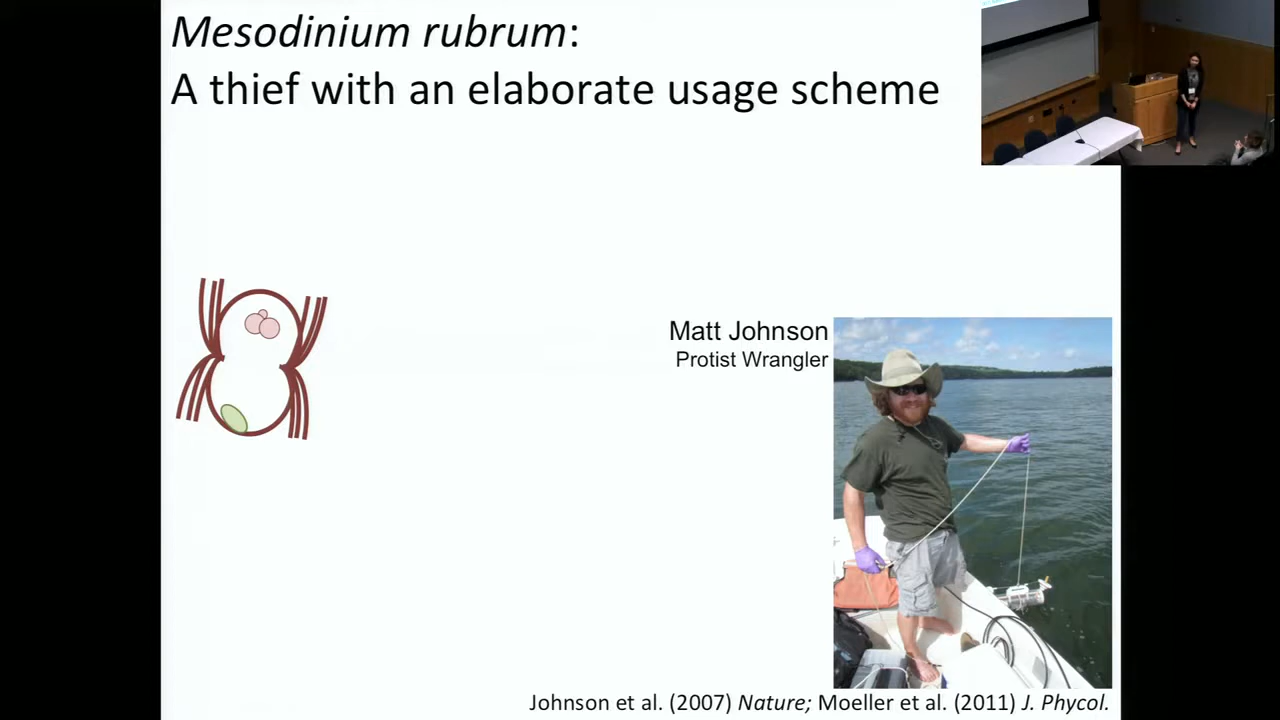 Mesodinium rubrum:
A thief with an elaborate usage scheme
Matt Johnson
Protist Wrangler
Johnson et al. (2007) Nature; Moeller et al. (2011) J. Phycol.